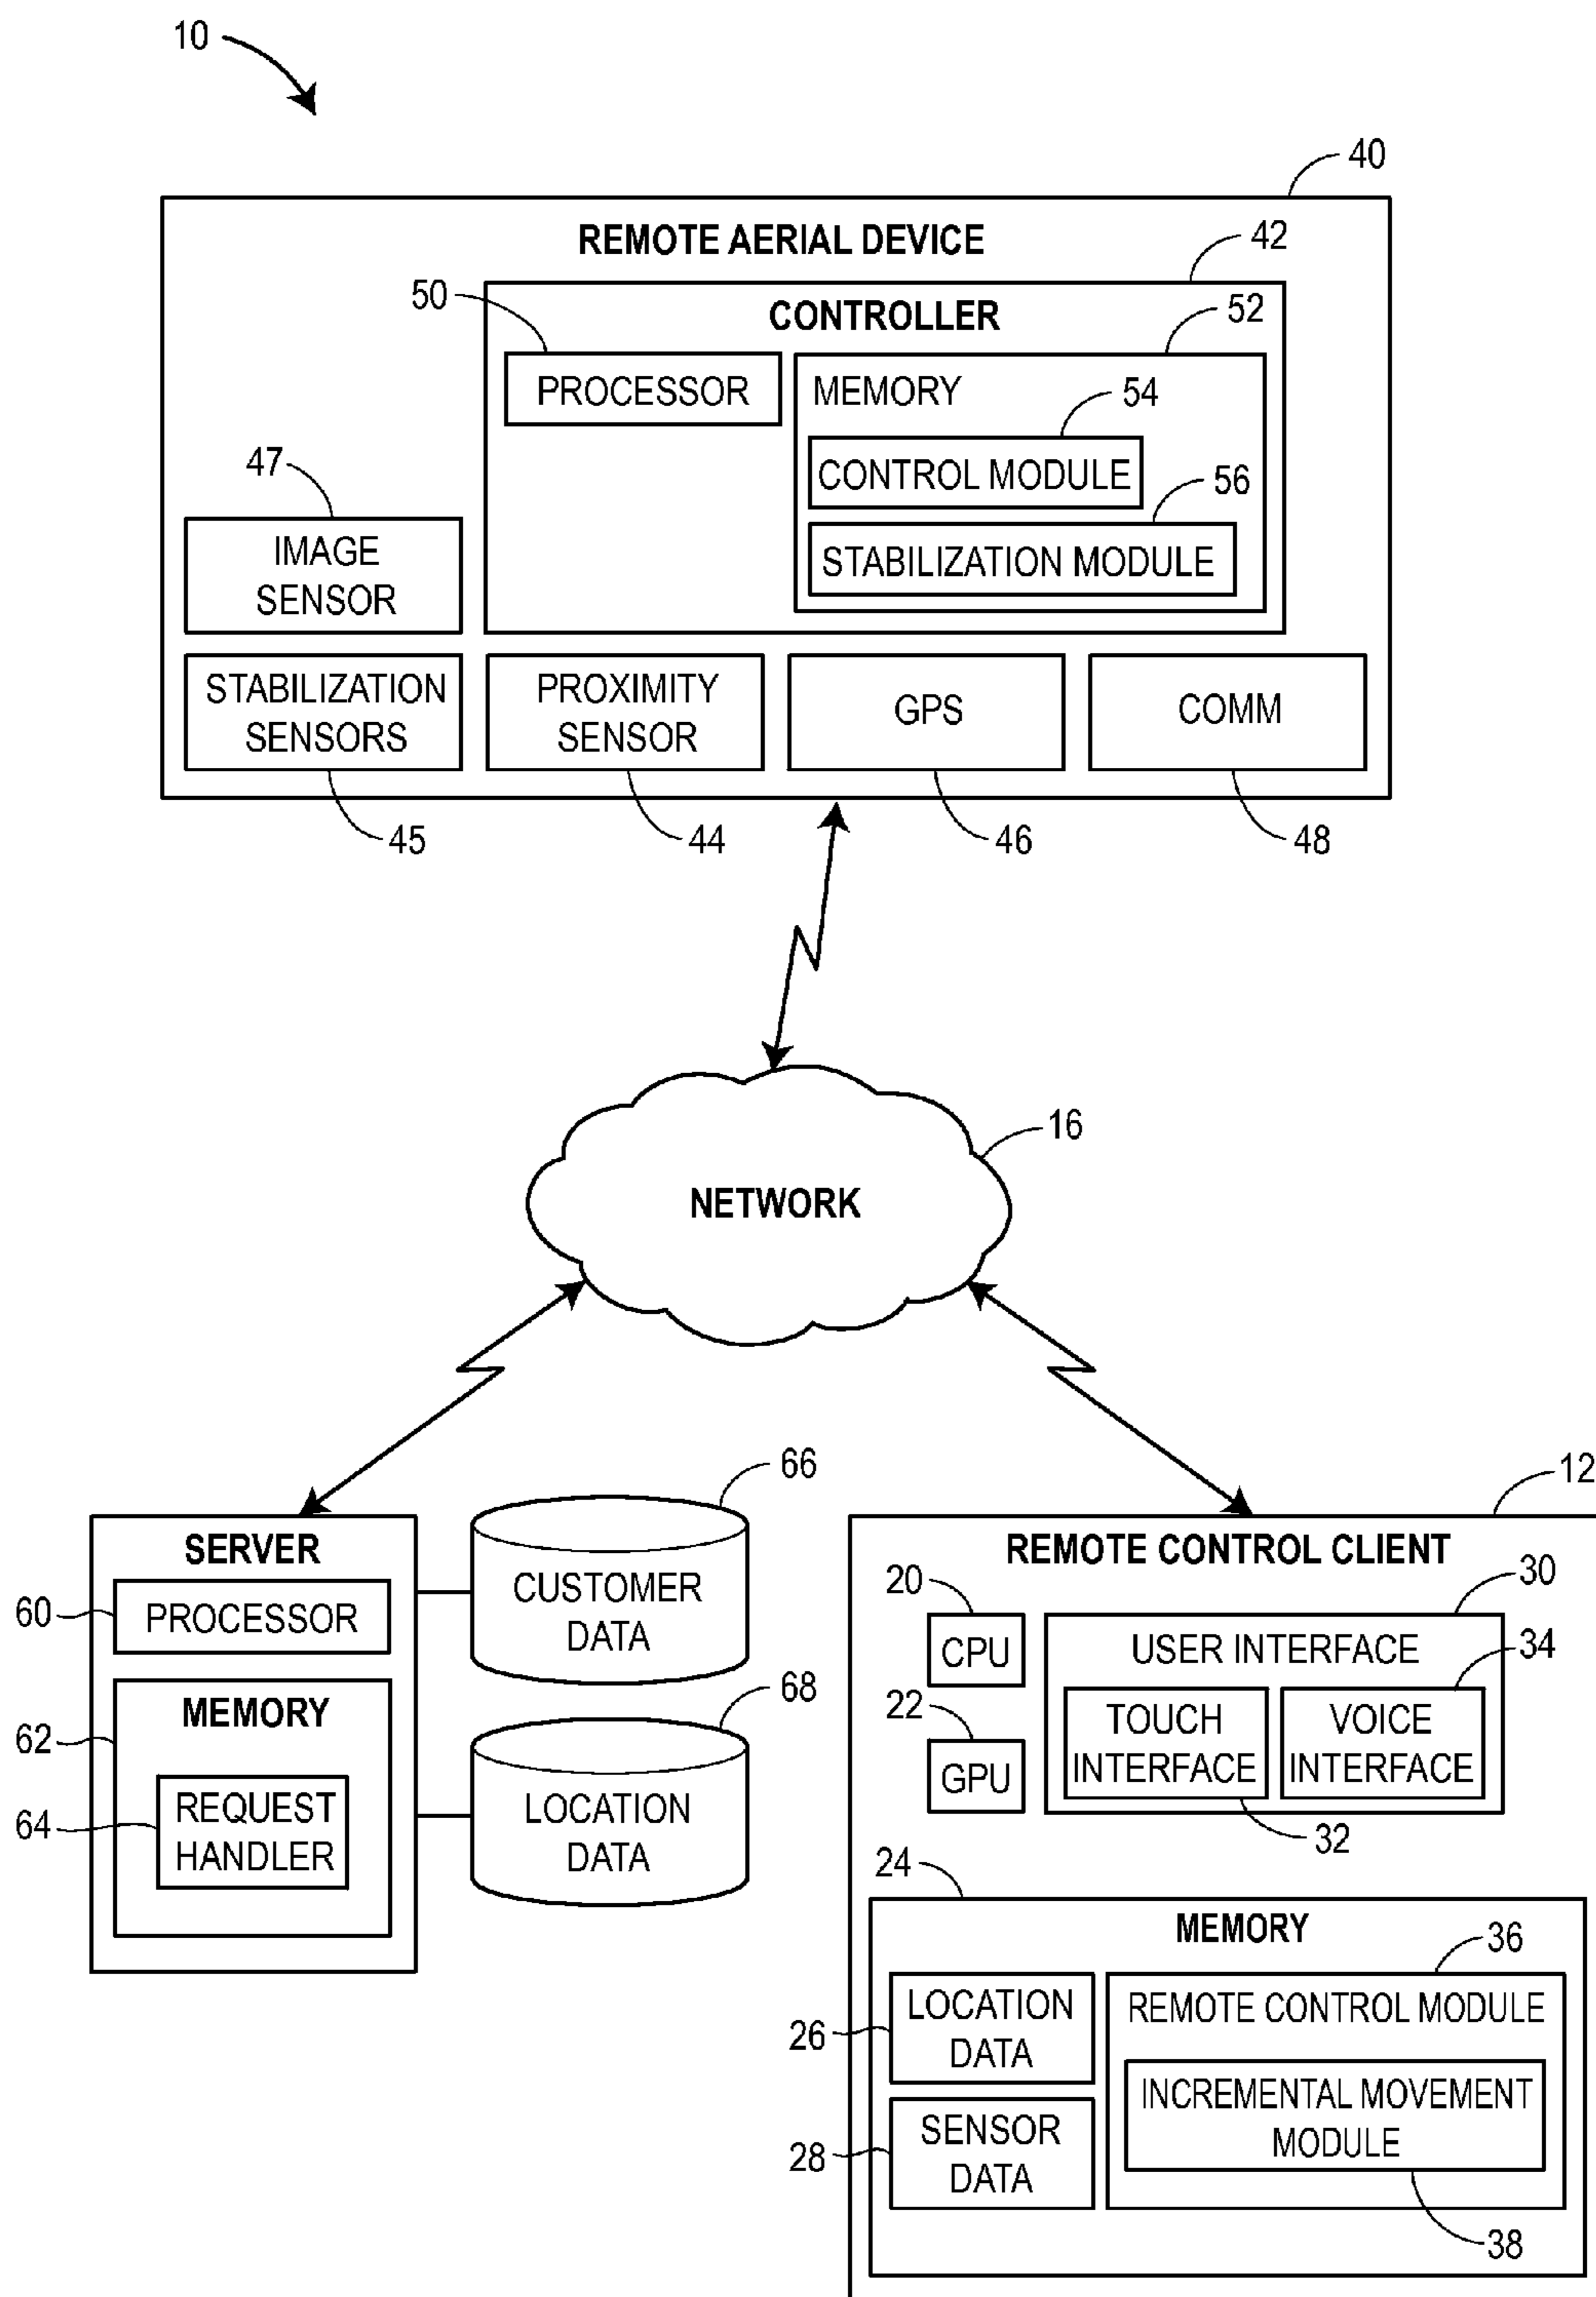 10
40
REMOTE AERIAL DEVICE
42
50
CONTROLLER
52
PROCESSOR
MEMORY
54
47
CONTROL MODULE
56
IMAGE
SENSOR
STABILIZATION MODULE
STABILIZATION
SENSORS
PROXIMITY
SENSOR
GPS
COMM
45
44
46
48
16
NETWORK
66
12
SERVER
60
PROCESSOR
CUSTOMER
DATA
MEMORY
62
68
64
REQUEST
HANDLER
LOCATION
DATA
REMOTE CONTROL CLIENT
20
30
CPU
USER INTERFACE
34
22
GPU
TOUCH
INTERFACE
VOICE
INTERFACE
32
24
MEMORY
36
26
LOCATION
DATA
REMOTE CONTROL MODULE
28
SENSOR
DATA
INCREMENTAL MOVEMENT
MODULE
38